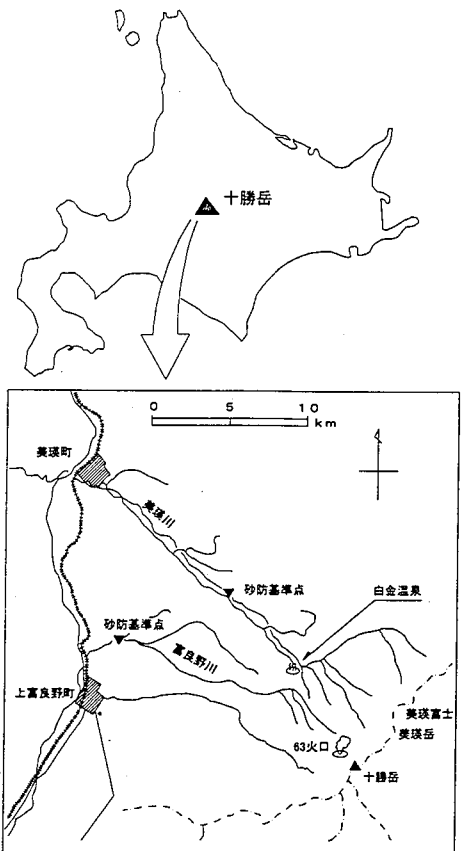 十勝岳
0 5 10
km
美瑛町
美瑛川
砂防基準点
白金温泉
砂防基準点
富良野川
上富良野町
美瑛富士
美瑛岳
63火口
十勝岳